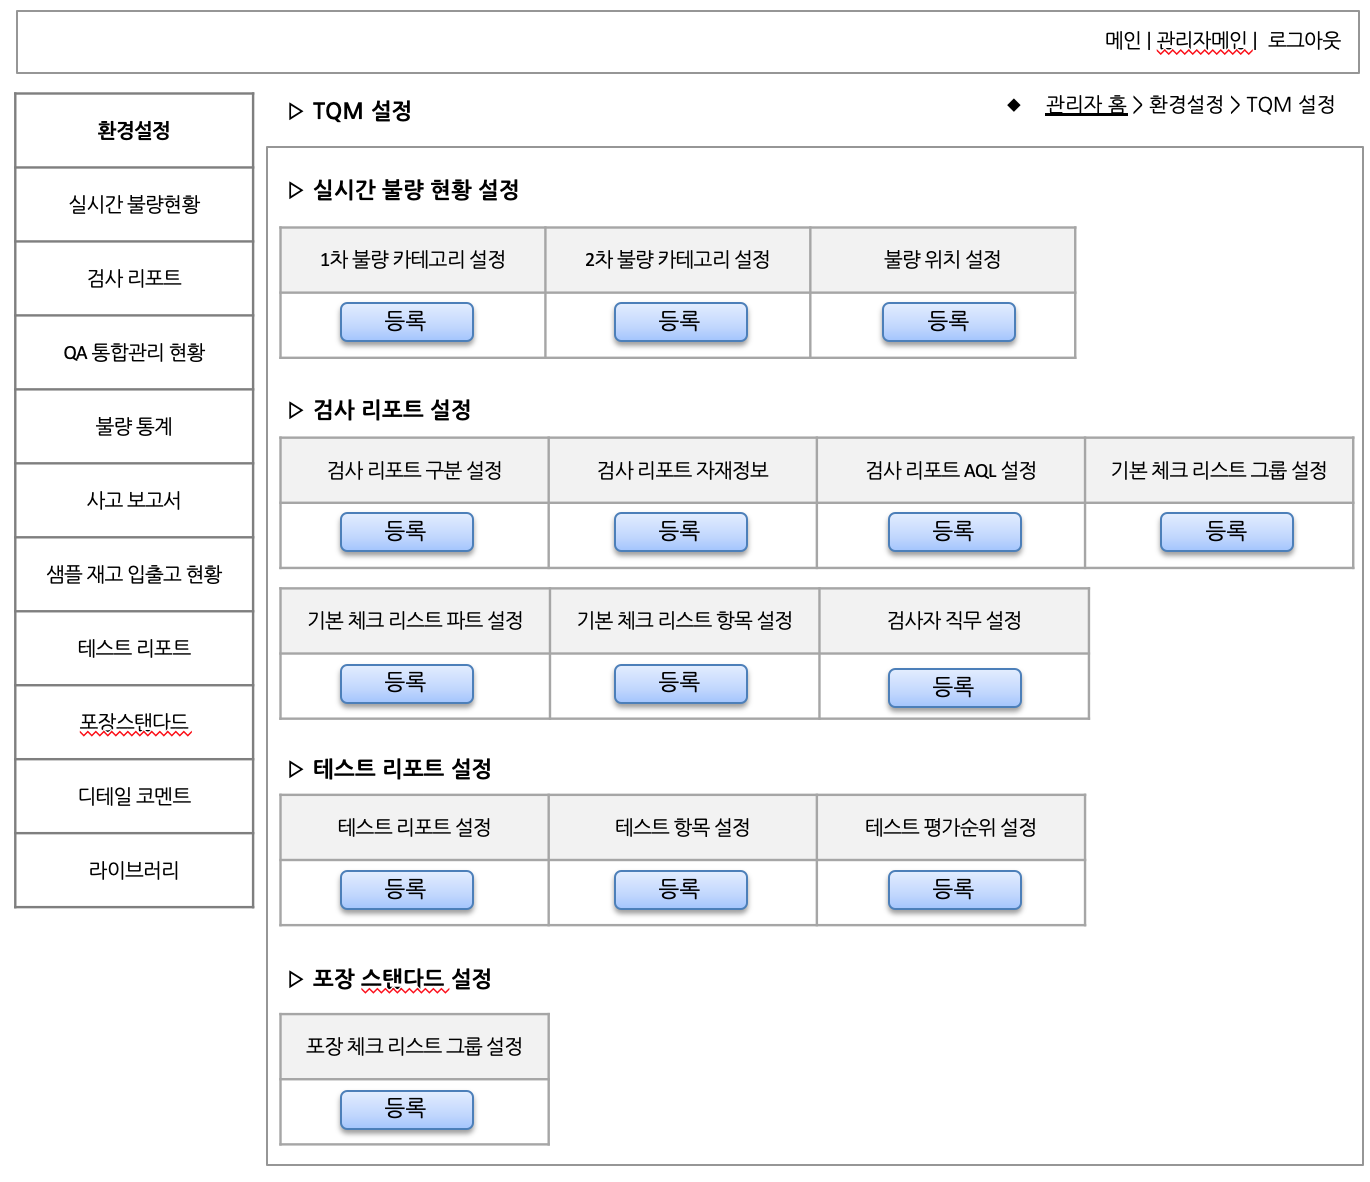 메인 | 관리자메인 | 로그아웃
◆ 관리자 홈 > 환경설정 > TQM 설정
환경설정
실시간 불량현황
검사 리포트
QA 통합관리 현황
불량 통계
사고 보고서
샘플 재고 입출고 현황
테스트 리포트
포장스탠다드
디테일 코멘트
라이브러리
▷ TQM 설정
▷ 실시간 불량 현황 설정
1차 불량 카테고리 설정 2차 불량 카테고리 설정 불량 위치 설정
등록 등록 등록
▷ 검사 리포트 설정
검사 리포트 구분 설정 검사 리포트 자재정보 검사 리포트 AQL 설정 기본 체크 리스트 그룹 설정
등록 등록 등록 등록
기본 체크 리스트 파트 설정 기본 체크 리스트 항목 설정 검사자 직무 설정
등록 등록 등록
▷ 테스트 리포트 설정
테스트 리포트 설정 테스트 항목 설정 테스트 평가순위 설정
등록 등록 등록
▷ 포장 스탠다드 설정
포장 체크 리스트 그룹 설정
등록